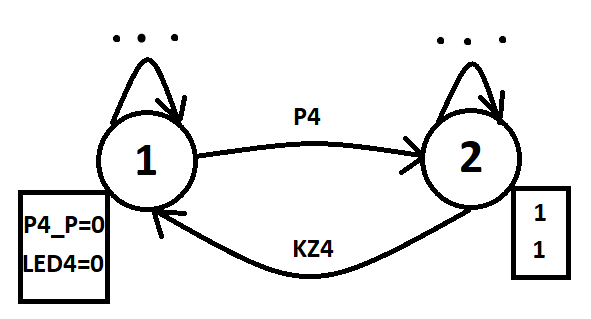 . . .
. . .
P4
1
2
P4_P=0
LED4=0
1
1
KZ4